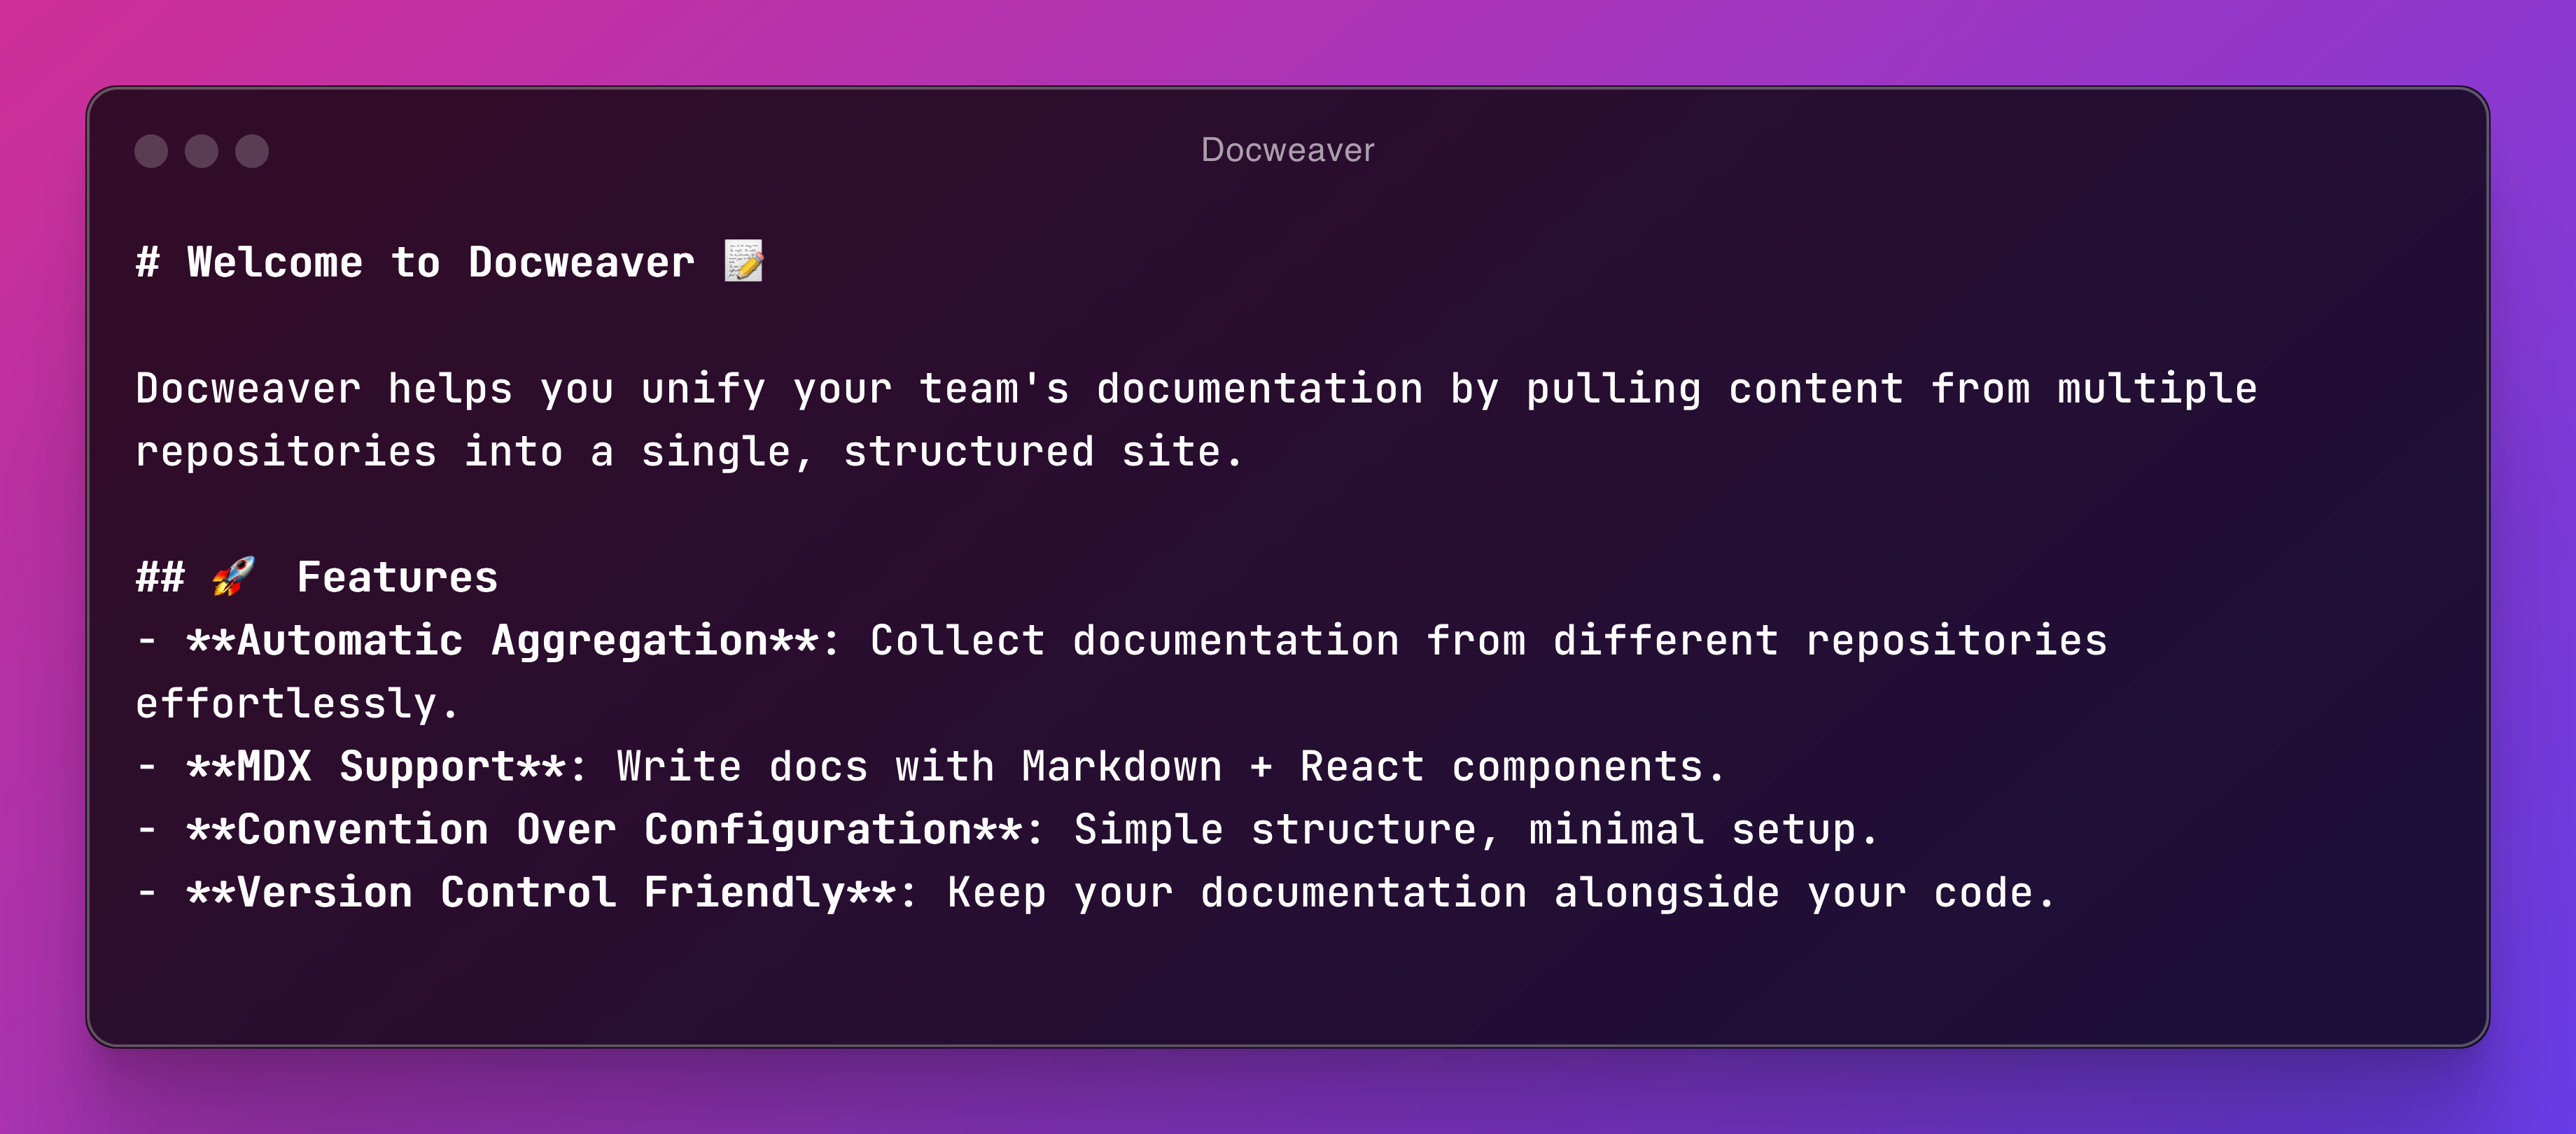 Docweaver
# Welcome to Docweaver 📝
Docweaver helps you unify your team's documentation by pulling content from multiple
repositories into a single, structured site.
## 🚀 Features
- **Automatic Aggregation**: Collect documentation from different repositories
effortlessly.
- **MDX Support**: Write docs with Markdown + React components.
- **Convention Over Configuration**: Simple structure, minimal setup.
- **Version Control Friendly**: Keep your documentation alongside your code.